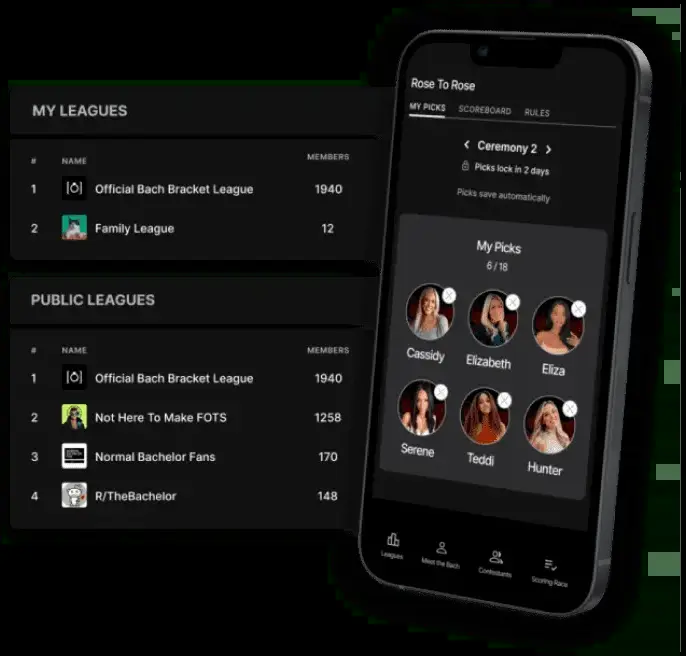 MY LEAGUES
# NAME MEMBERS
1 Official Bach Bracket League 1940
2 Family League 12
PUBLIC LEAGUES
# NAME MEMBERS
1 Official Bach Bracket League 1940
2 Not Here To Make FOTS 1258
3 Normal Bachelor Fans 170
4 R/TheBachelor 148
Rose To Rose
MY PICKS SCOREBOARD RULES
< Ceremony 2 >
Picks lock in 2 days
Picks save automatically
My Picks
6 / 18
Cassidy Elizabeth Eliza
Serene Teddi Hunter
Leagues Meet the Bach Contestants Scoring Race